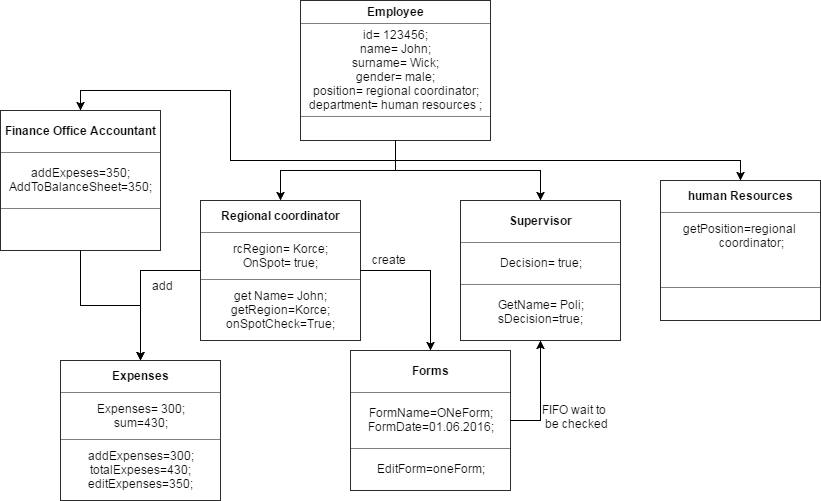 Employee
id= 123456;
name= John;
surname= Wick;
gender= male;
position= regional coordinator;
department= human resources ;
Finance Office Accountant
addExpeses=350;
AddToBalanceSheet=350;
Regional coordinator
rcRegion= Korce;
OnSpot= true;
get Name= John;
getRegion=Korce;
onSpotCheck=True;
Supervisor
Decision= true;
GetName= Poli;
sDecision=true;
human Resources
getPosition=regional
coordinator;
add
create
Expenses
Expenses= 300;
sum=430;
addExpenses=300;
totalExpeses=430;
editExpenses=350;
Forms
FormName=ONeForm;
FormDate=01.06.2016;
EditForm=oneForm;
FIFO wait to
be checked